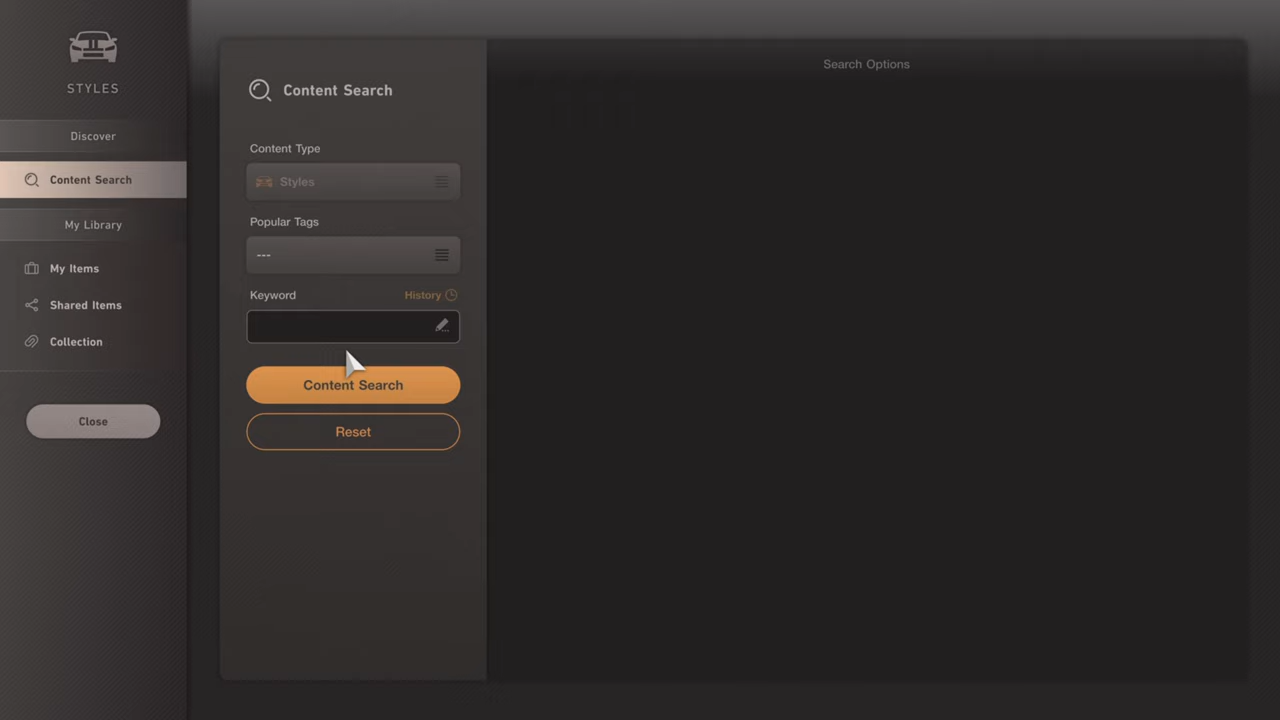 STYLES
Discover
Content Search
My Library
My Items
Shared Items
Collection
Close
Content Search
Content Type
Styles
Popular Tags
---
Keyword
History
Content Search
Reset
Search Options